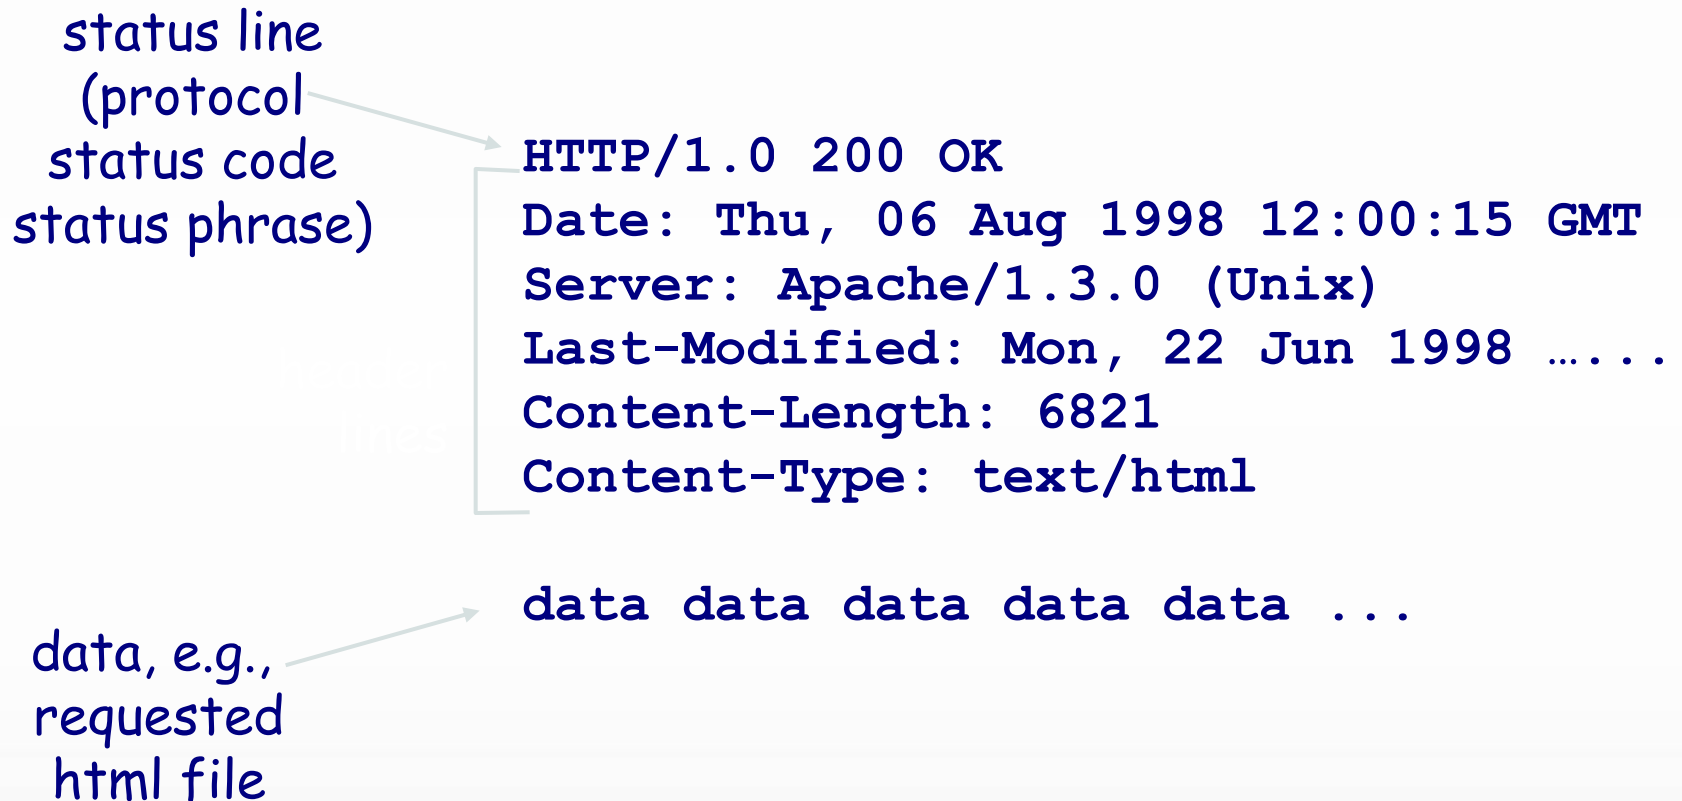 status line
(protocol
status code
status phrase)
HTTP/1.0 200 OK
Date: Thu, 06 Aug 1998 12:00:15 GMT
Server: Apache/1.3.0 (Unix)
Last-Modified: Mon, 22 Jun 1998 …...
Content-Length: 6821
Content-Type: text/html
lines
data data data data data ...
data, e.g.,
requested
html file